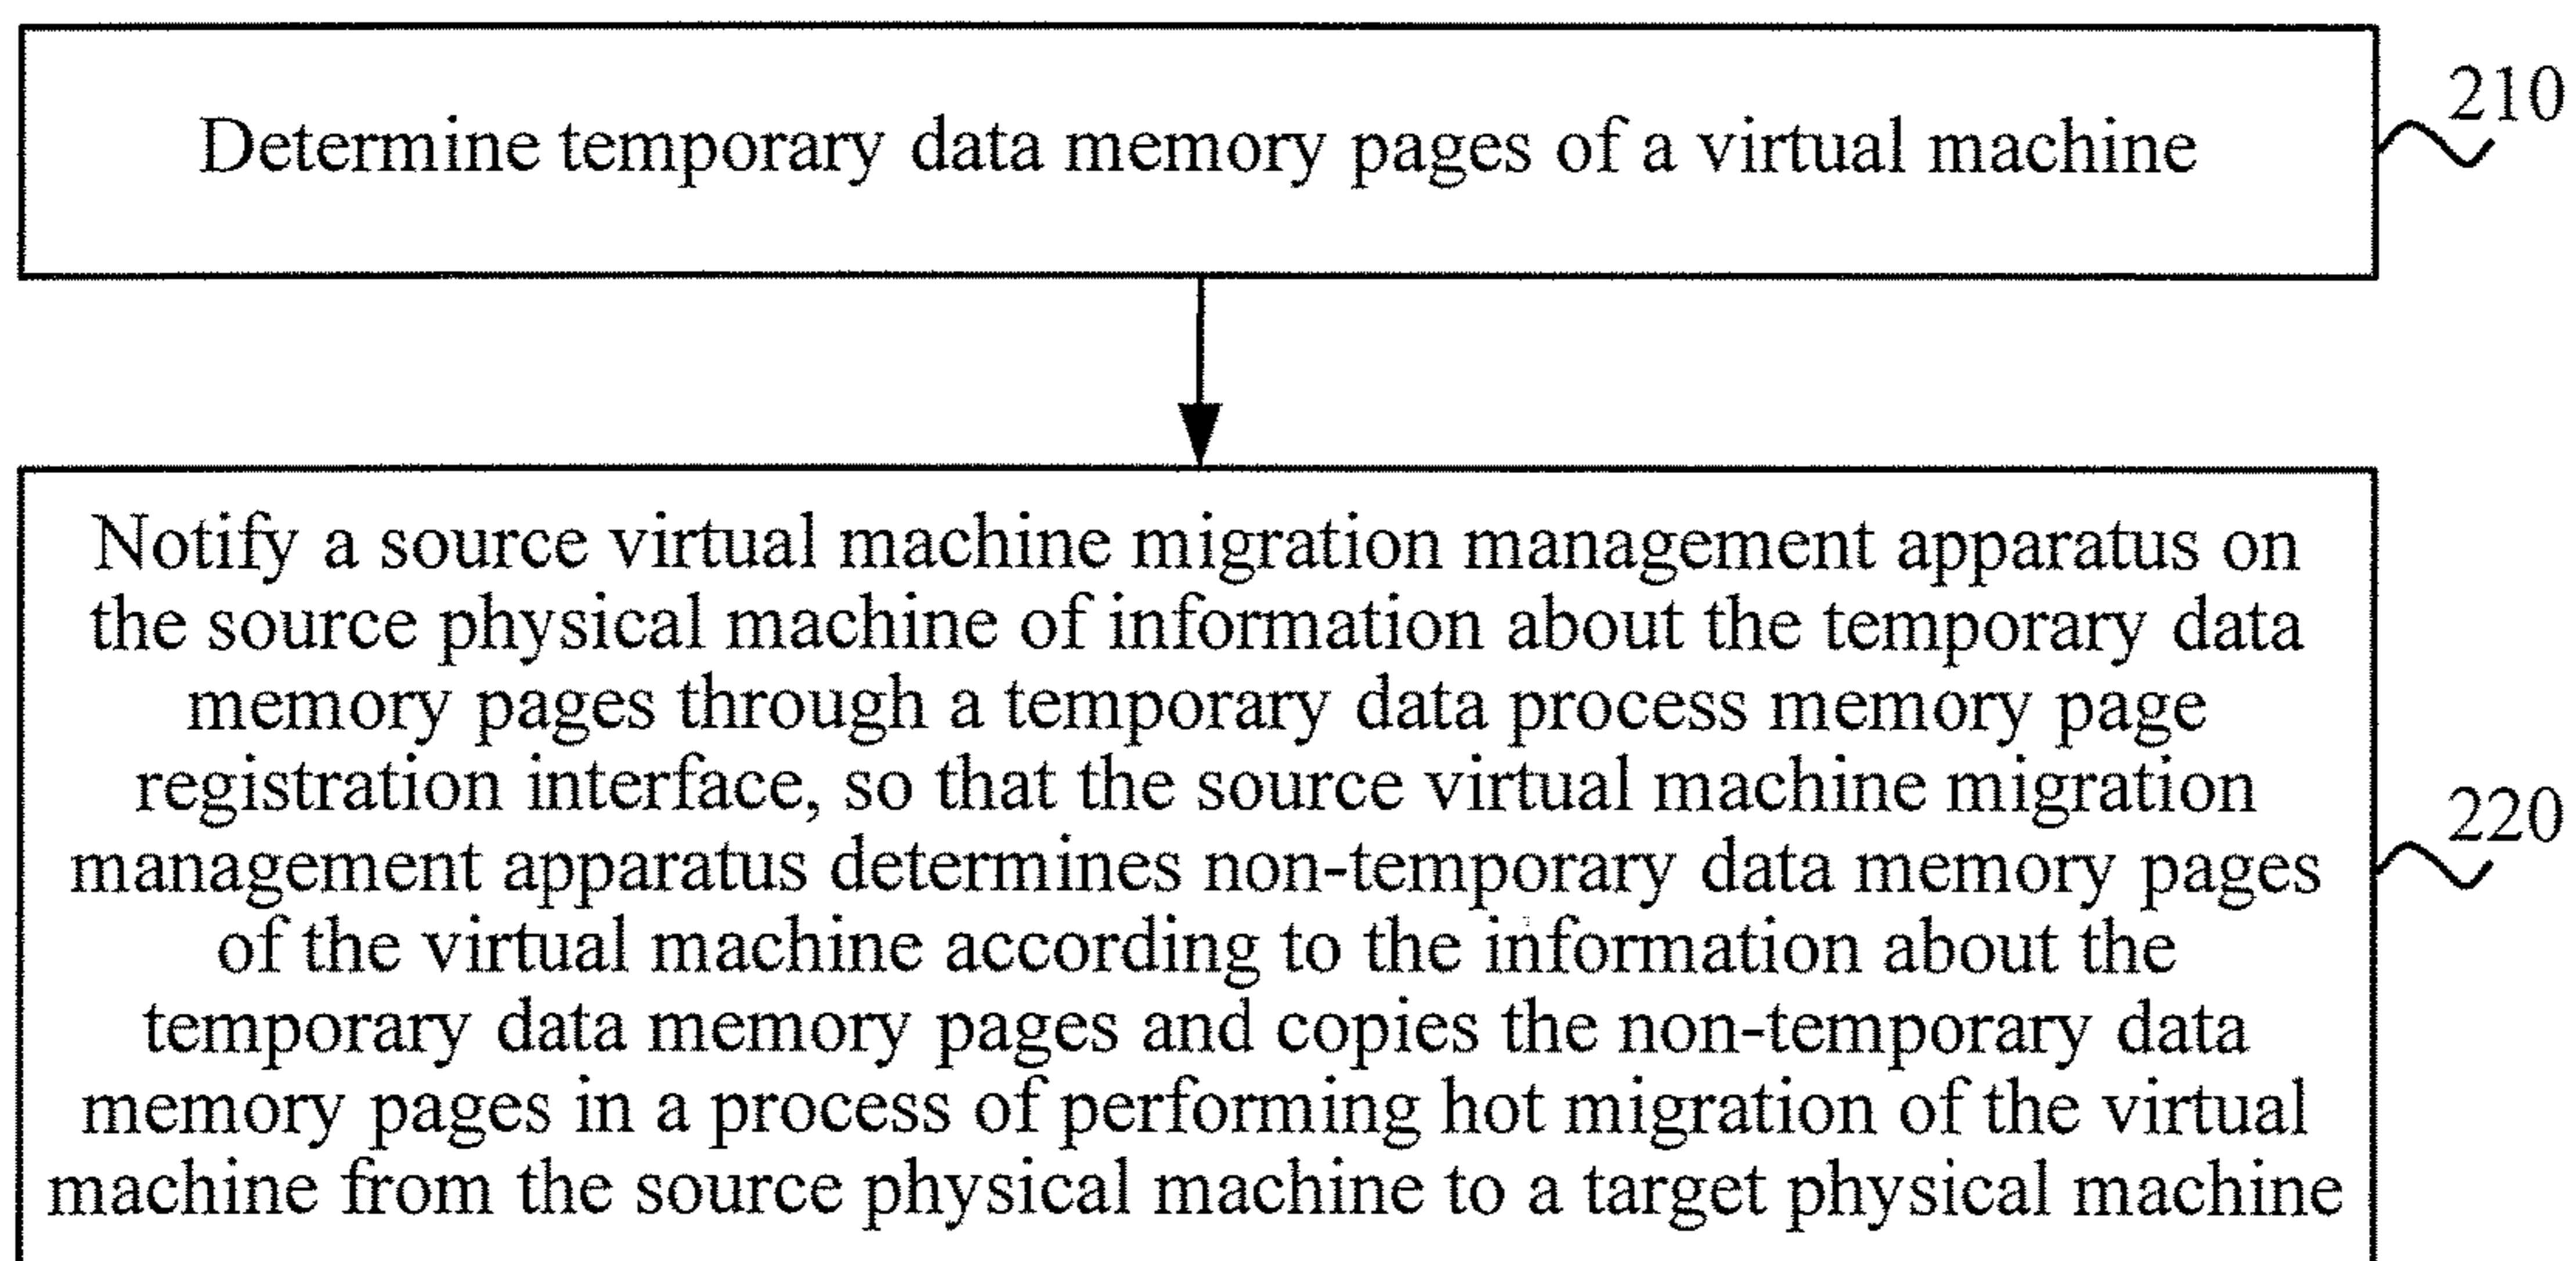 Determine temporary data memory pages of a virtual machine
210
Notify a source virtual machine migration management apparatus on
the source physical machine of information about the temporary data
memory pages through a temporary data process memory page
registration interface, so that the source virtual machine migration
management apparatus determines non-temporary data memory pages
of the virtual machine according to the information about the
temporary data memory pages and copies the non-temporary data
memory pages in a process of performing hot migration of the virtual
machine from the source physical machine to a target physical machine
220